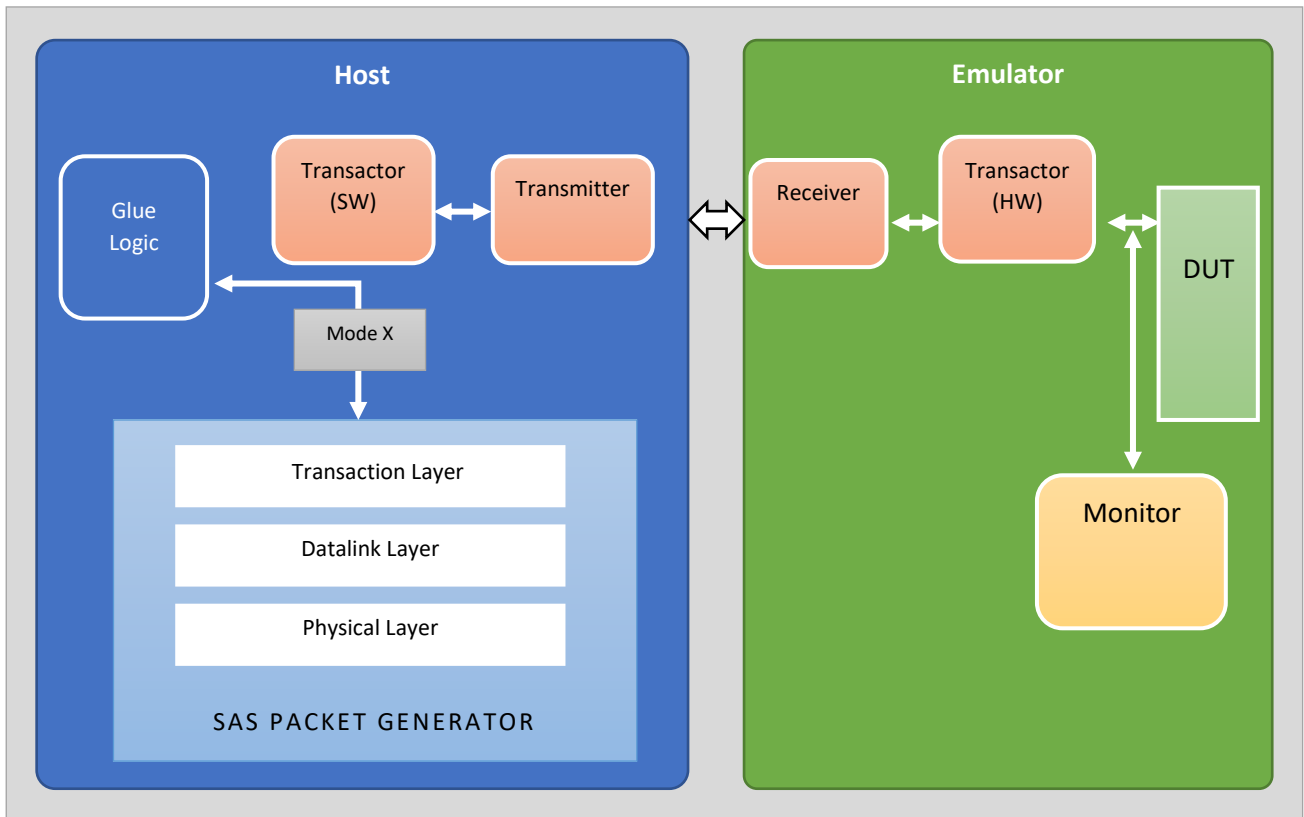 Host
Glue
Logic
Transactor
(SW)
Transmitter
Mode X
Transaction Layer
Datalink Layer
Physical Layer
SAS PACKET GENERATOR
Emulator
Receiver
Transactor
(HW)
DUT
Monitor